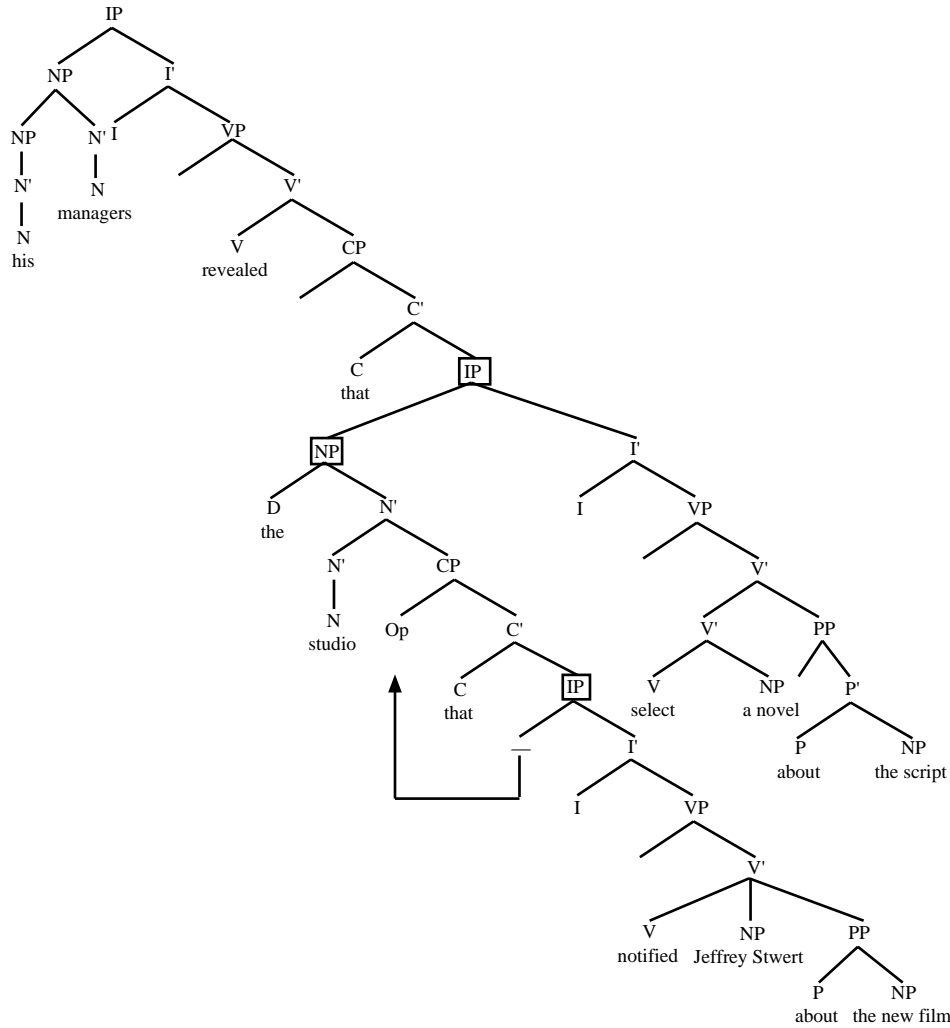 IP
NP I'
NP N' I VP
N' N V'
managers
N V CP
his revealed
C'
C IP
that
NP I'
D N' I VP
the
N' CP V'
N Op C' V' PP
studio
C IP V NP P'
that select a novel
— I' P NP
about the script
I VP
V'
V NP PP
notified Jeffrey Stwert
P NP
about the new film